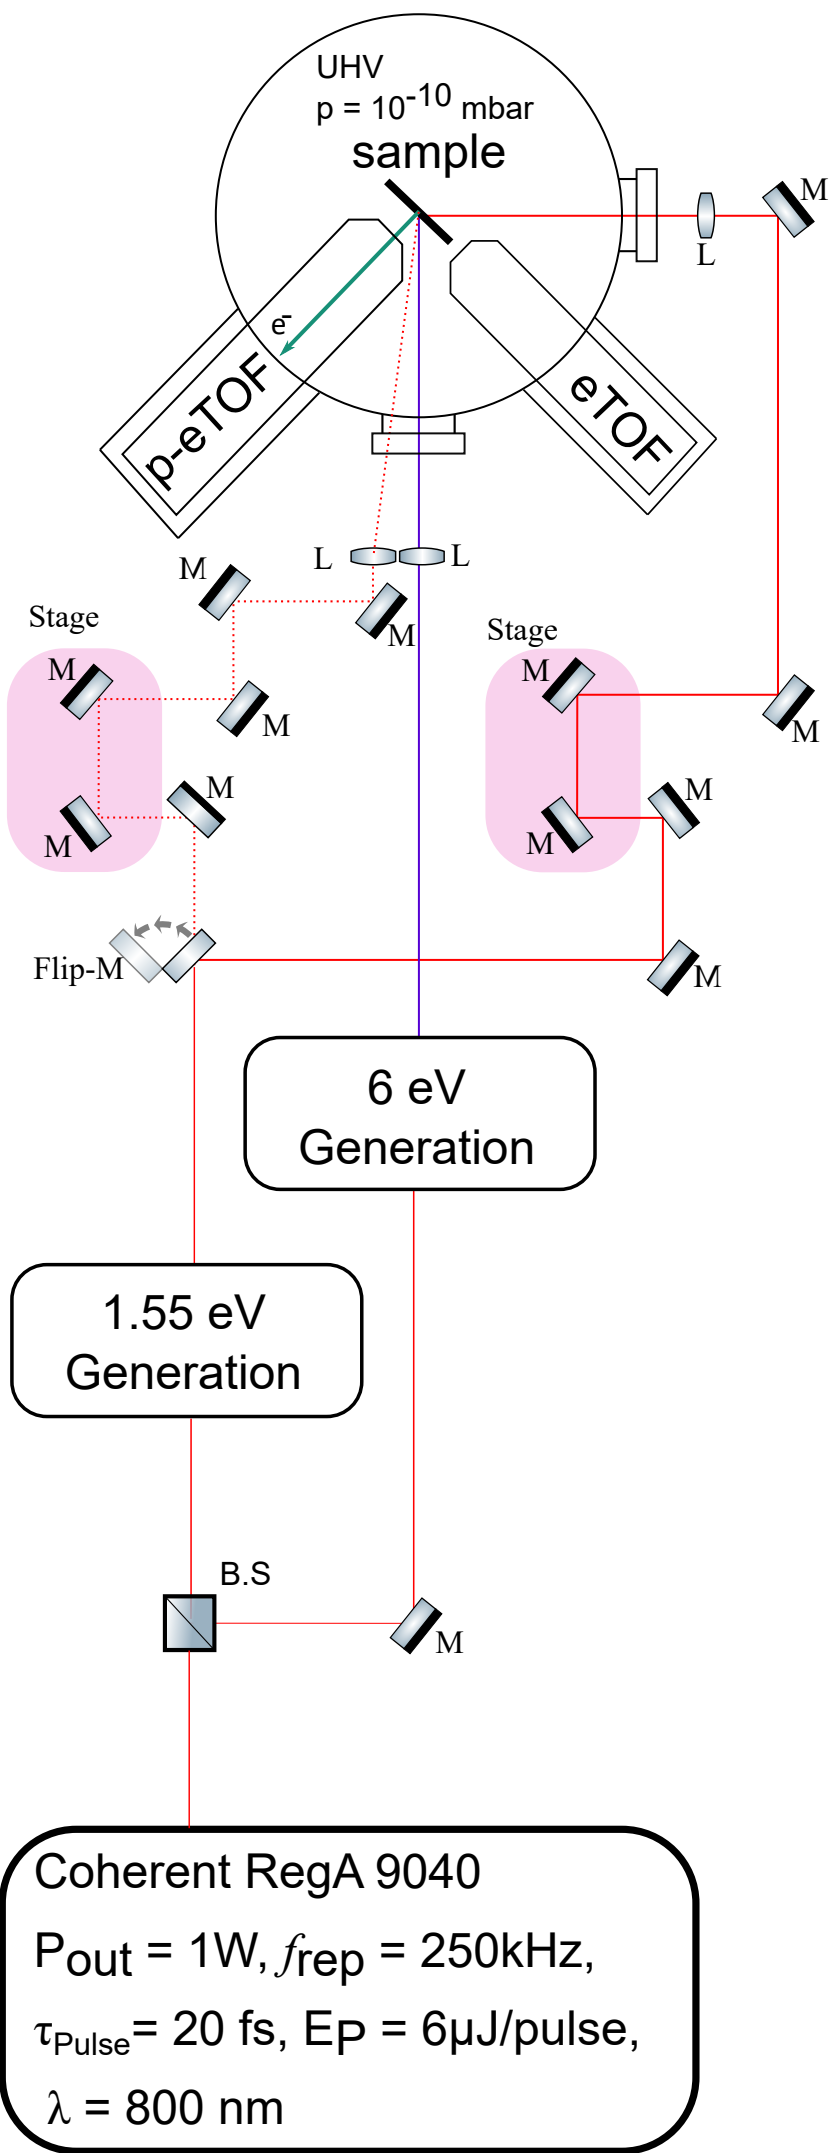 UHV
p = 10-10 mbar
sample
M
L
e-
p-eTOF
eTOF
L
L
M
M
Stage
Stage
M
M
M
M
M
M
M
M
M
Flip-M
M
6 eV
Generation
1.55 eV
Generation
B.S
M
Coherent RegA 9040
Pout = 1W, frep = 250kHz,
τPulse= 20 fs, EP = 6µJ/pulse,
λ = 800 nm